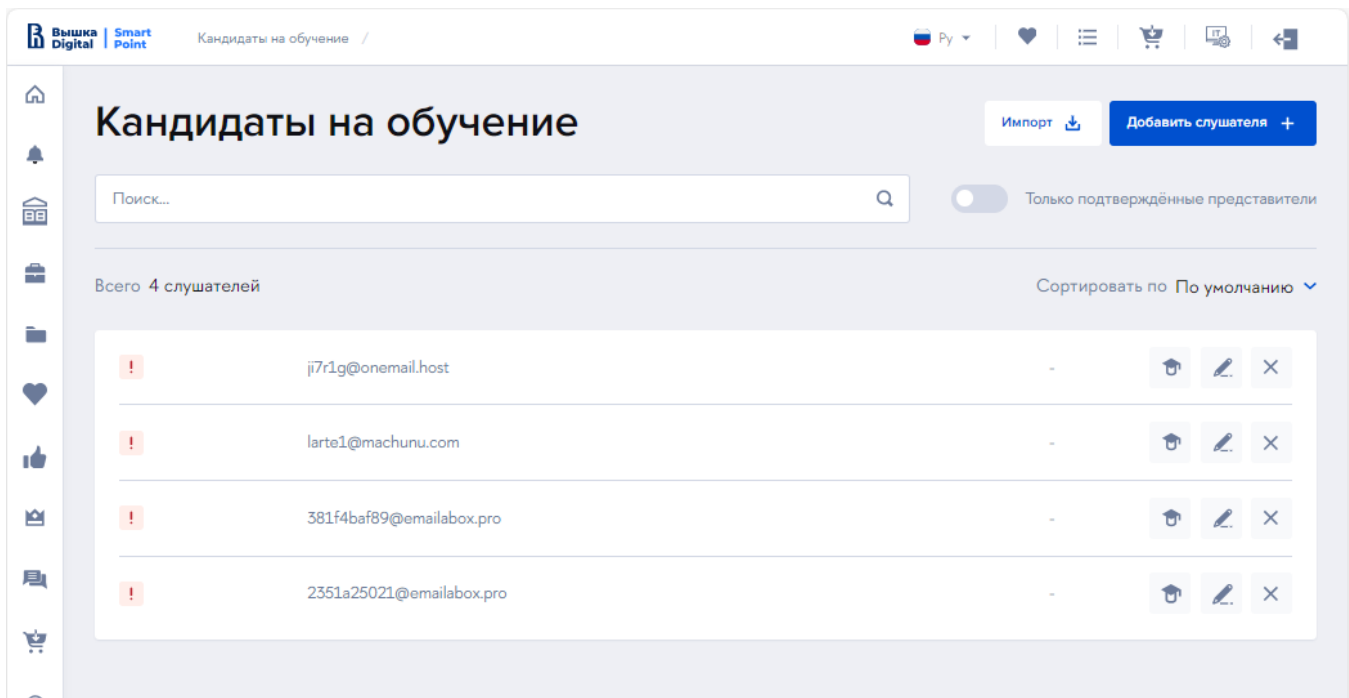 Вышка Digital Smart Point
Кандидаты на обучение /
Ру
Кандидаты на обучение
Импорт
Добавить слушателя +
Поиск...
Только подтверждённые представители
Всего 4 слушателей
Сортировать по По умолчанию
! ji7r1g@onemail.host -
! larte1@machunu.com -
! 381f4baf89@emailabox.pro -
! 2351a25021@emailabox.pro -